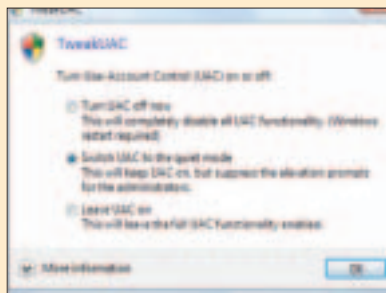 TweakUAC
TweakUAC
Turn User Account Control (UAC) on or off:
Turn UAC off now
This will completely disable all UAC functionality. (Windows
restart required)
Switch UAC to the quiet mode
This will keep UAC on, but suppress the elevation prompts
for the administrators.
Leave UAC on
This will leave the full UAC functionality enabled.
More information
OK